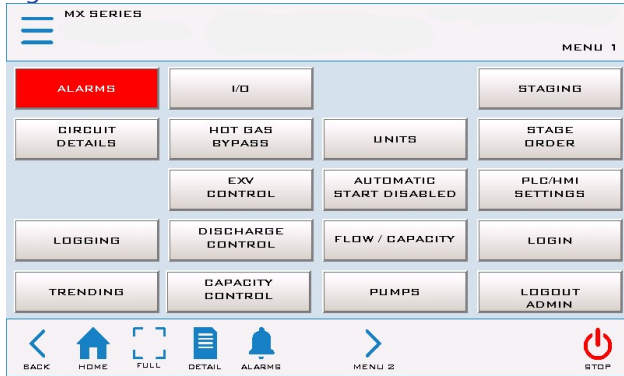 MX SERIES
MENU 1
ALARMS
I/O
STAGING
CIRCUIT
DETAILS
HOT GAS
BYPASS
UNITS
STAGE
ORDER
EXV
CONTROL
AUTOMATIC
START DISABLED
PLC/HMI
SETTINGS
LOGGING
DISCHARGE
CONTROL
FLOW / CAPACITY
LOGIN
TRENDING
CAPACITY
CONTROL
PUMPS
LOGOUT
ADMIN
BACK
HOME
FULL
DETAIL
ALARMS
MENU 2
STOP